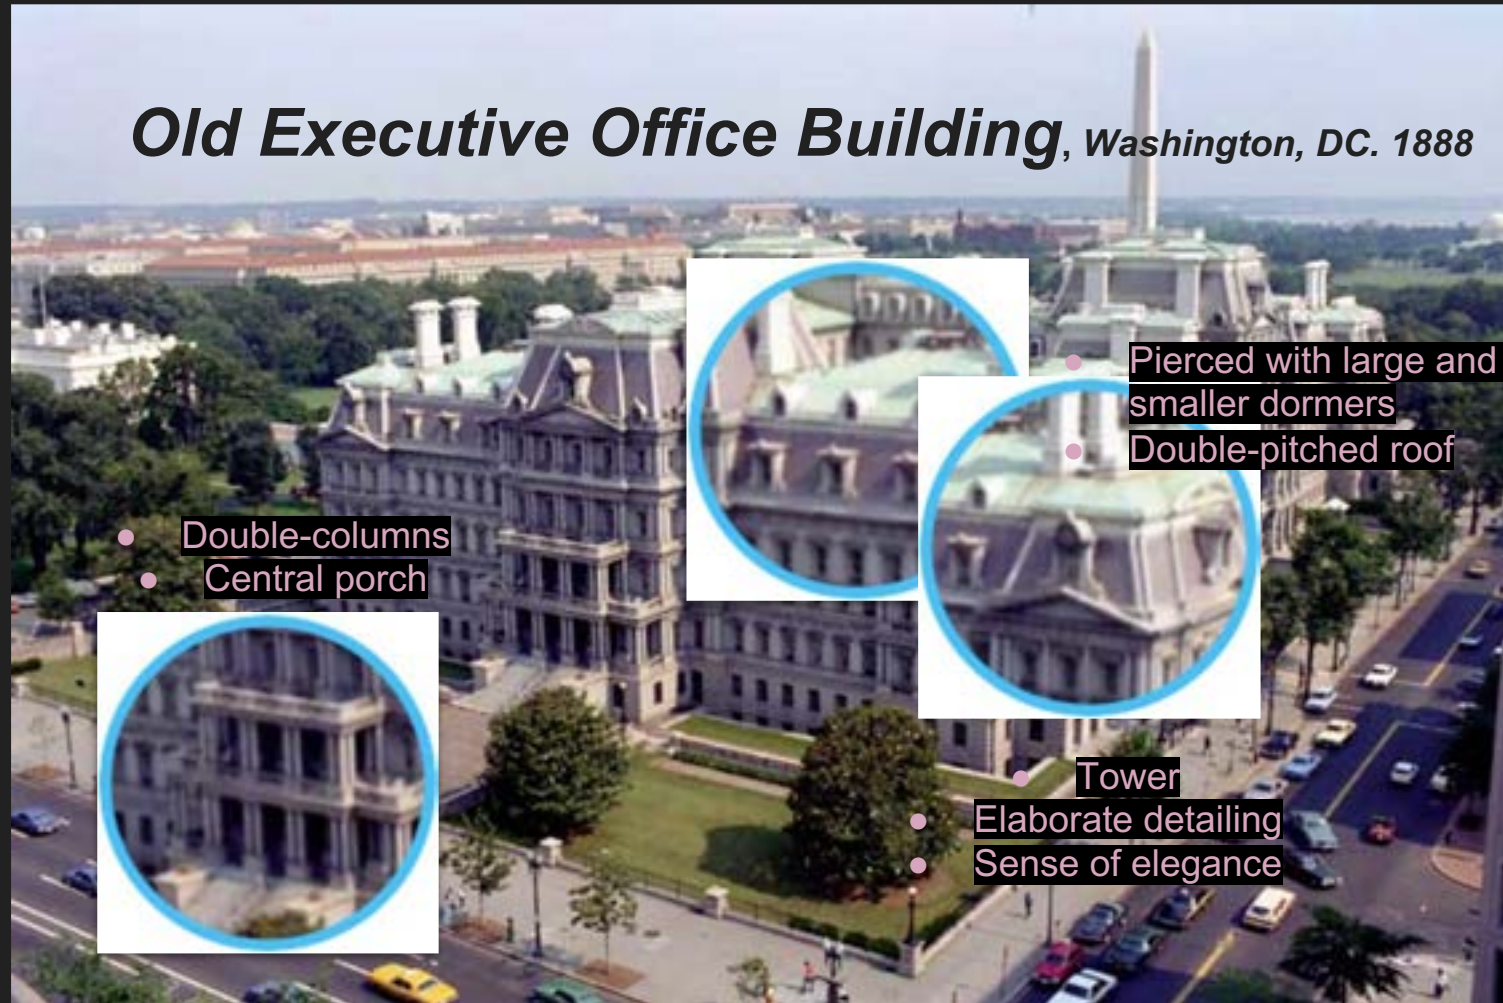 Old Executive Office Building, Washington, DC. 1888
• Pierced with large and
smaller dormers
• Double-pitched roof
• Double-columns
• Central porch
• Tower
• Elaborate detailing
• Sense of elegance